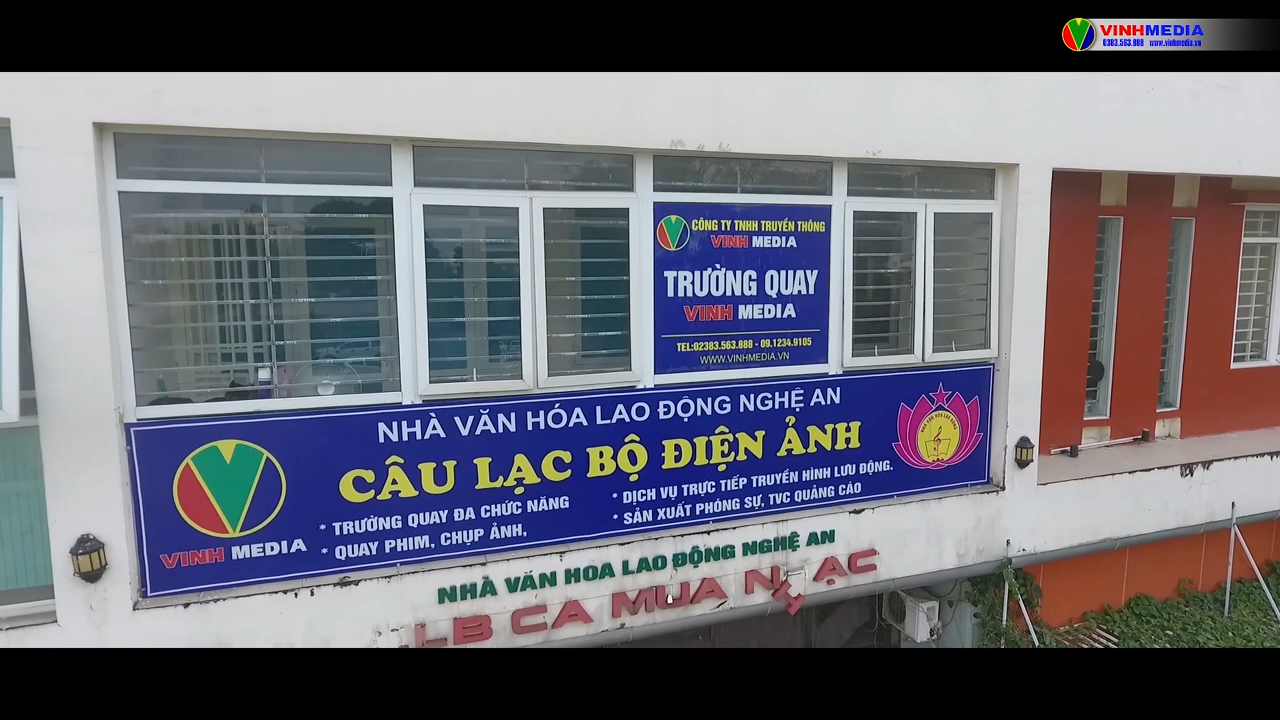 VINHMEDIA
0383.563.888 www.vinhmedia.vn
CÔNG TY TNHH TRUYỀN THÔNG
VINH MEDIA
TRƯỜNG QUAY
VINH MEDIA
TEL:02383.563.888 - 09.1234.9105
WWW.VINHMEDIA.VN
NHÀ VĂN HÓA LAO ĐỘNG NGHỆ AN
CÂU LẠC BỘ ĐIỆN ẢNH
* TRƯỜNG QUAY ĐA CHỨC NĂNG
* QUAY PHIM, CHỤP ẢNH,
* DỊCH VỤ TRỰC TIẾP TRUYỀN HÌNH LƯU ĐỘNG.
* SẢN XUẤT PHÓNG SỰ, TVC QUẢNG CÁO
VINH MEDIA
NHÀ VĂN HOA LAO ĐỘNG NGHỆ AN
LB CA MUA NHẠC